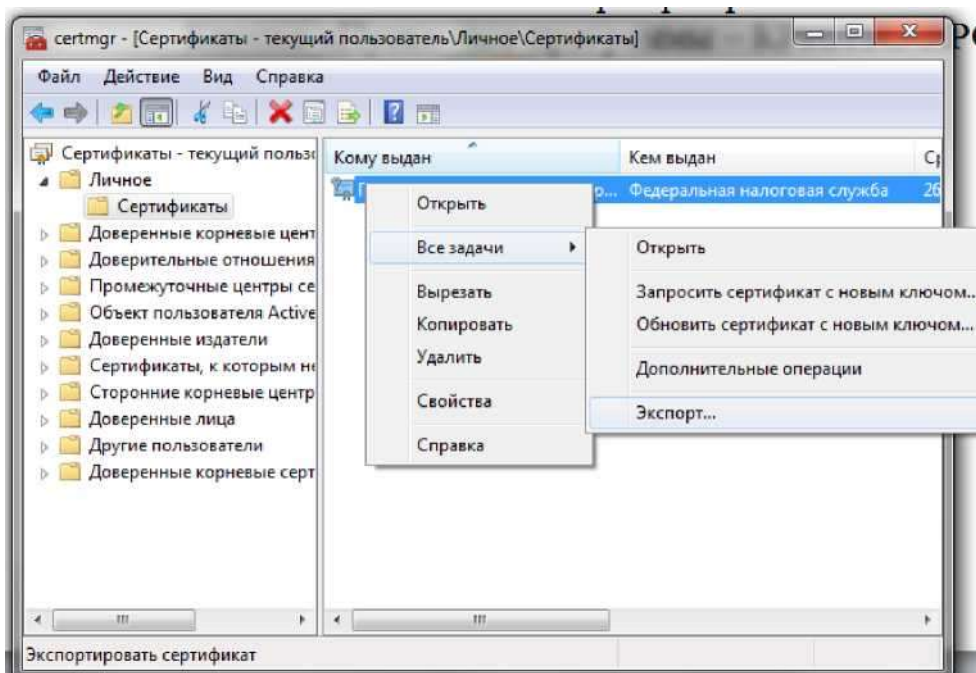 certmgr - [Сертификаты - текущий пользователь\Личное\Сертификаты]
Файл Действие Вид Справка
Сертификаты - текущий польз
Личное
Сертификаты
Доверенные корневые цент
Доверительные отношения
Промежуточные центры се
Объект пользователя Active
Доверенные издатели
Сертификаты, к которым не
Сторонние корневые центр
Доверенные лица
Другие пользователи
Доверенные корневые серт
Кому выдан Кем выдан
р... Федеральная налоговая служба 26
Открыть
Все задачи
Вырезать
Копировать
Удалить
Свойства
Справка
Открыть
Запросить сертификат с новым ключом...
Обновить сертификат с новым ключом...
Дополнительные операции
Экспорт...
Экспортировать сертификат